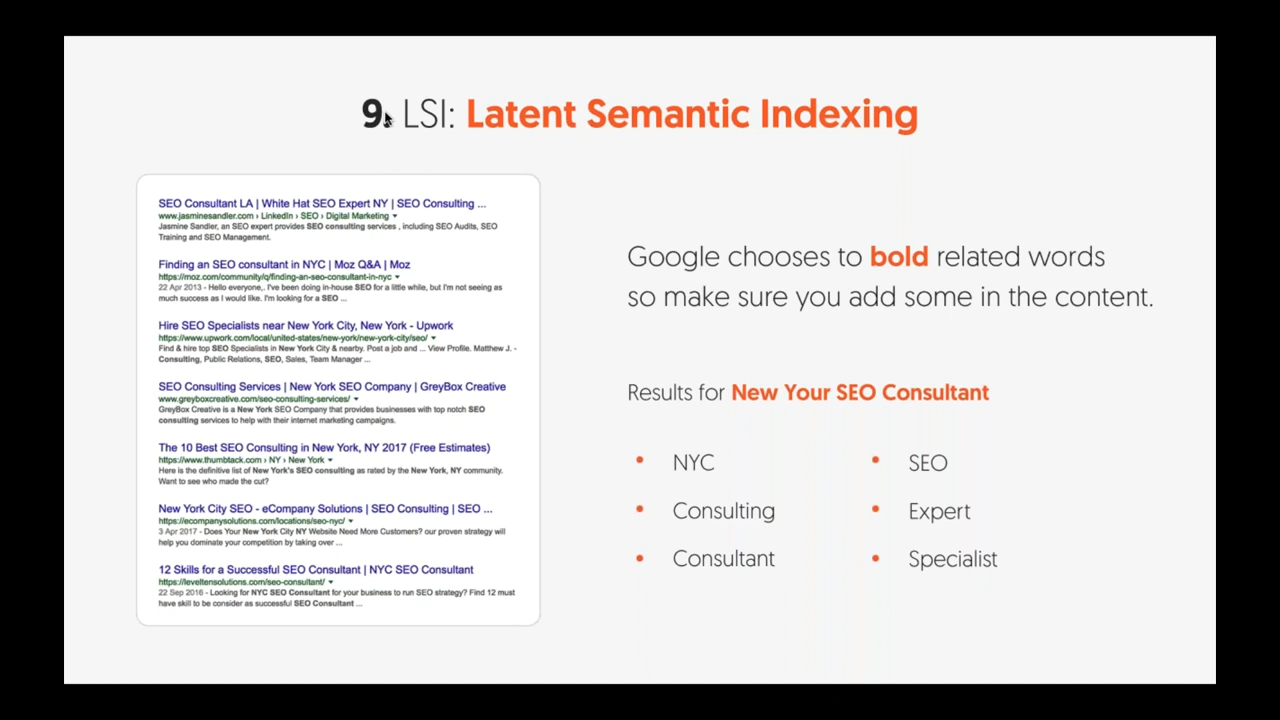 9. LSI: Latent Semantic Indexing
SEO Consultant LA | White Hat SEO Expert NY | SEO Consulting ...
www.jasminesandler.com › LinkedIn › SEO › Digital Marketing
Jasmine Sandler, an SEO expert provides SEO consulting services , including SEO Audits, SEO
Training and SEO Management.
Finding an SEO consultant in NYC | Moz Q&A | Moz
https://moz.com/community/q/finding-an-seo-consultant-in-nyc
22 Apr 2013 - Hello everyone,. I've been doing in-house SEO for a little while, but I'm not seeing as
much success as I would like. I'm looking for a SEO ...
Hire SEO Specialists near New York City, New York - Upwork
https://www.upwork.com/local/united-states/new-york/new-york-city/seo/
Find & hire top SEO Specialists in New York City & nearby. Post a job and ... View Profile. Matthew J. -
Consulting, Public Relations, SEO, Sales, Team Manager ...
SEO Consulting Services | New York SEO Company | GreyBox Creative
www.greyboxcreative.com/seo-consulting-services/
GreyBox Creative is a New York SEO Company that provides businesses with top notch SEO
consulting services to help with their internet marketing campaigns.
The 10 Best SEO Consulting in New York, NY 2017 (Free Estimates)
https://www.thumbtack.com › NY › New York
Here is the definitive list of New York's SEO consulting as rated by the New York, NY community.
Want to see who made the cut?
New York City SEO - eCompany Solutions | SEO Consulting | SEO ...
https://ecompanysolutions.com/locations/seo-nyc/
3 Apr 2017 - Does Your New York City NY Website Need More Customers? our proven strategy will
help you dominate your competition by taking over ...
12 Skills for a Successful SEO Consultant | NYC SEO Consultant
https://leveltensolutions.com/seo-consultant/
22 Sep 2016 - Looking for NYC SEO Consultant for your business to run SEO strategy? Find 12 must
have skill to be consider as successful SEO Consultant ...
Google chooses to bold related words
so make sure you add some in the content.
Results for New Your SEO Consultant
• NYC
• Consulting
• Consultant
• SEO
• Expert
• Specialist